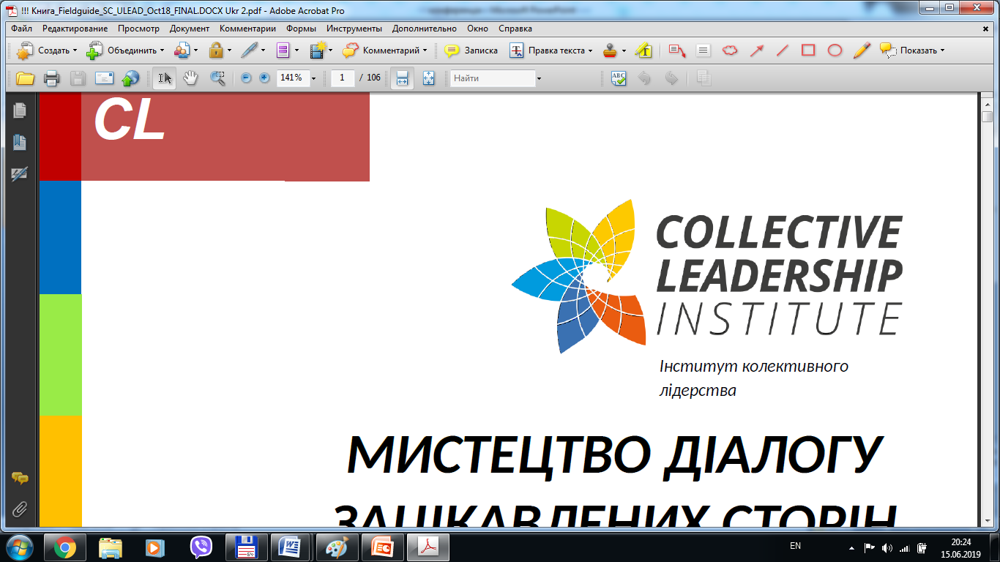 !!! Книга_Fieldguide_SC_ULEAD_Oct18_FINAL.DOCX Ukr 2.pdf - Adobe Acrobat Pro
Файл Редактирование Просмотр Документ Комментарии Формы Инструменты Дополнительно Окно Справка
Создать Объединить Комментарий Записка Правка текста Показать
141% 1 / 106 Найти
CL
COLLECTIVE
LEADERSHIP
INSTITUTE
Інститут колективного
лідерства
МИСТЕЦТВО ДІАЛОГУ
ЗАЦІКАВЛЕНИХ СТОРІН
EN
20:24
15.06.2019